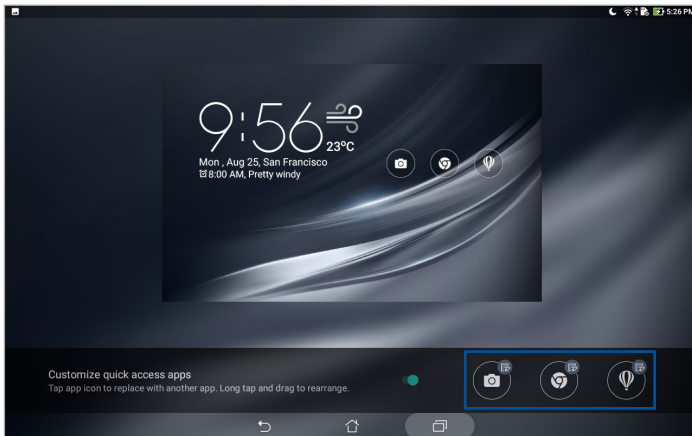 5:26 PM
9:56
23°C
Mon , Aug 25, San Francisco
8:00 AM, Pretty windy
Customize quick access apps
Tap app icon to replace with another app. Long tap and drag to rearrange.